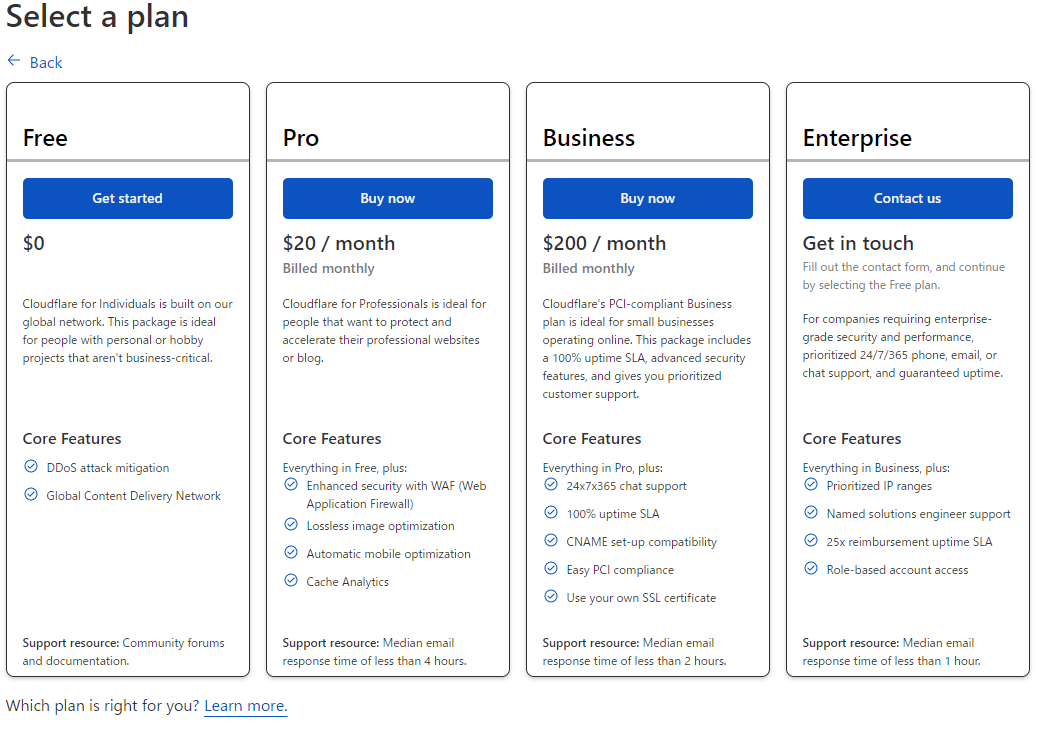 Select a plan
Back
Free
Get started
$0
Cloudflare for Individuals is built on our
global network. This package is ideal
for people with personal or hobby
projects that aren't business-critical.
Core Features
DDoS attack mitigation
Global Content Delivery Network
Support resource: Community forums
and documentation.
Pro
Buy now
$20 / month
Billed monthly
Cloudflare for Professionals is ideal for
people that want to protect and
accelerate their professional websites
or blog.
Core Features
Everything in Free, plus:
Enhanced security with WAF (Web
Application Firewall)
Lossless image optimization
Automatic mobile optimization
Cache Analytics
Support resource: Median email
response time of less than 4 hours.
Business
Buy now
$200 / month
Billed monthly
Cloudflare's PCI-compliant Business
plan is ideal for small businesses
operating online. This package includes
a 100% uptime SLA, advanced security
features, and gives you prioritized
customer support.
Core Features
Everything in Pro, plus:
24x7x365 chat support
100% uptime SLA
CNAME set-up compatibility
Easy PCI compliance
Use your own SSL certificate
Support resource: Median email
response time of less than 2 hours.
Enterprise
Contact us
Get in touch
Fill out the contact form, and continue
by selecting the Free plan.
For companies requiring enterprise-
grade security and performance,
prioritized 24/7/365 phone, email, or
chat support, and guaranteed uptime.
Core Features
Everything in Business, plus:
Prioritized IP ranges
Named solutions engineer support
25x reimbursement uptime SLA
Role-based account access
Support resource: Median email
response time of less than 1 hour.
Which plan is right for you? Learn more.